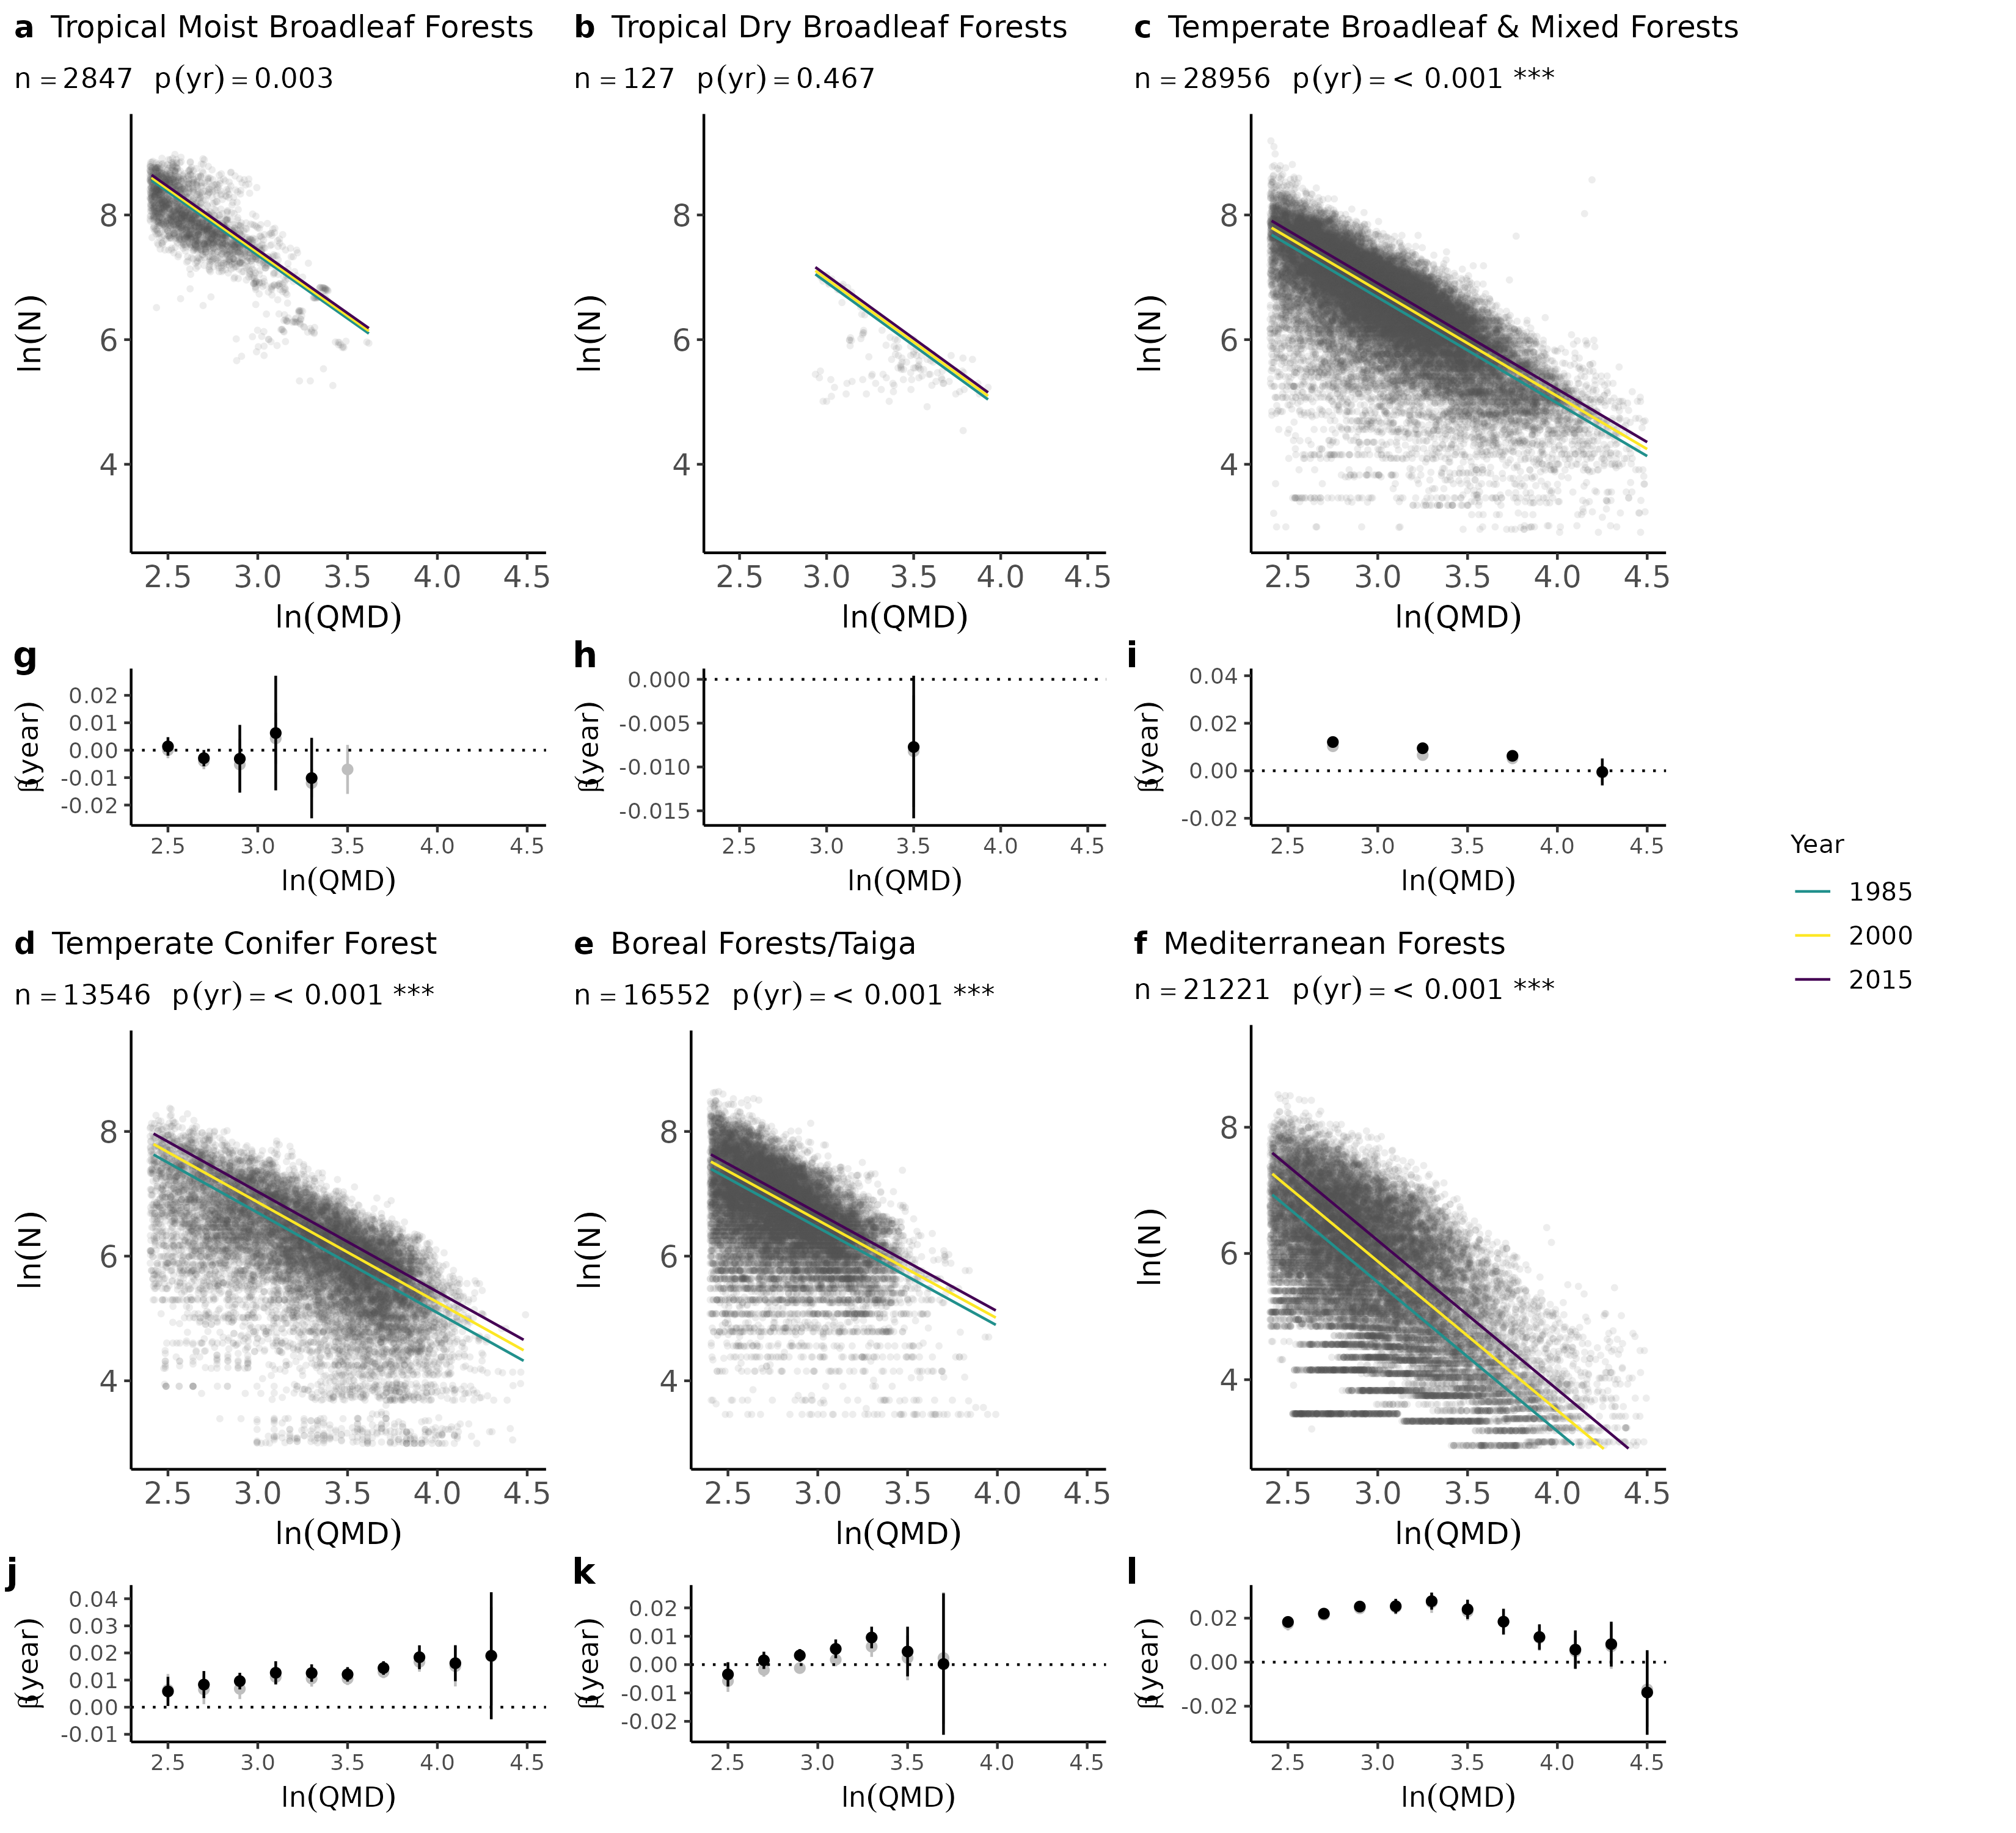 a Tropical Moist Broadleaf Forests
n = 2847 p(yr) = 0.003
ln(N)
8
6
4
2.5 3.0 3.5 4.0 4.5
ln(QMD)
b Tropical Dry Broadleaf Forests
n = 127 p(yr) = 0.467
ln(N)
8
6
4
2.5 3.0 3.5 4.0 4.5
ln(QMD)
c Temperate Broadleaf & Mixed Forests
n = 28956 p(yr) = < 0.001 ***
ln(N)
8
6
4
2.5 3.0 3.5 4.0 4.5
ln(QMD)
g
β(year)
0.02
0.01
0.00
-0.01
-0.02
2.5 3.0 3.5 4.0 4.5
ln(QMD)
h
β(year)
0.000
-0.005
-0.010
-0.015
2.5 3.0 3.5 4.0 4.5
ln(QMD)
i
β(year)
0.04
0.02
0.00
-0.02
2.5 3.0 3.5 4.0 4.5
ln(QMD)
Year
1985
2000
2015
d Temperate Conifer Forest
n = 13546 p(yr) = < 0.001 ***
ln(N)
8
6
4
2.5 3.0 3.5 4.0 4.5
ln(QMD)
e Boreal Forests/Taiga
n = 16552 p(yr) = < 0.001 ***
ln(N)
8
6
4
2.5 3.0 3.5 4.0 4.5
ln(QMD)
f Mediterranean Forests
n = 21221 p(yr) = < 0.001 ***
ln(N)
8
6
4
2.5 3.0 3.5 4.0 4.5
ln(QMD)
j
β(year)
0.04
0.03
0.02
0.01
0.00
-0.01
2.5 3.0 3.5 4.0 4.5
ln(QMD)
k
β(year)
0.02
0.01
0.00
-0.01
-0.02
2.5 3.0 3.5 4.0 4.5
ln(QMD)
l
β(year)
0.02
0.00
-0.02
2.5 3.0 3.5 4.0 4.5
ln(QMD)